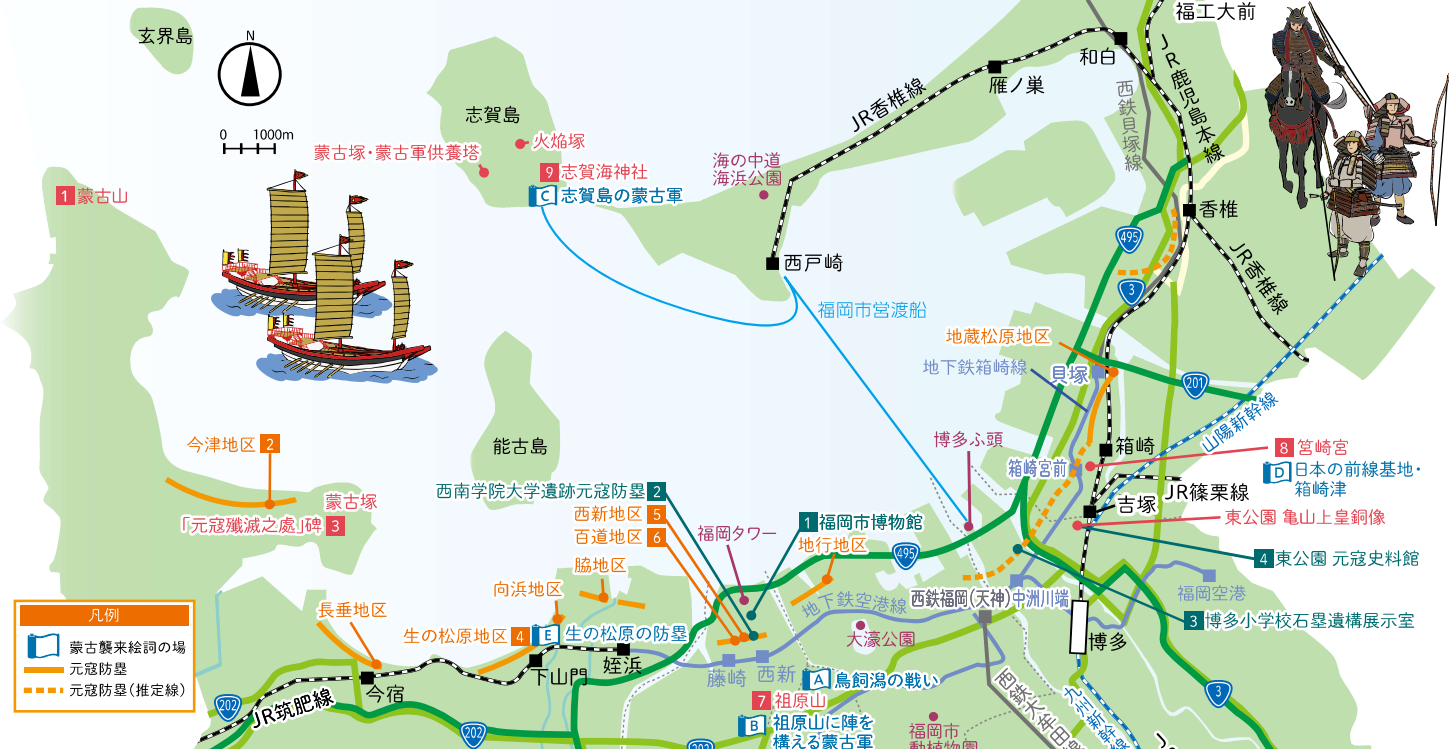 玄界島
N
0 1000m
志賀島
火焔塚
蒙古塚・蒙古軍供養塔
9 志賀海神社
C 志賀島の蒙古軍
1 蒙古山
海の中道
海浜公園
西戸崎
JR香椎線
雁ノ巣
和白
福工大前
JR鹿児島本線
西鉄貝塚線
香椎
495
3
JR香椎線
福岡市営渡船
地蔵松原地区
地下鉄箱崎線
貝塚
201
山陽新幹線
能古島
今津地区 2
蒙古塚
「元寇殲滅之處」碑 3
西南学院大学遺跡元寇防塁 2
西新地区 5
百道地区 6
福岡タワー
1 福岡市博物館
地行地区
495
博多ふ頭
箱崎宮前
箱崎
8 筥崎宮
D 日本の前線基地・
箱崎津
JR篠栗線
吉塚
東公園 亀山上皇銅像
4 東公園 元寇史料館
福岡空港
3 博多小学校石塁遺構展示室
西鉄福岡(天神)
中洲川端
地下鉄空港線
大濠公園
博多
脇地区
向浜地区
長垂地区
生の松原地区 4
E 生の松原の防塁
下山門
姪浜
藤崎
西新
A 鳥飼潟の戦い
7 祖原山
B 祖原山に陣を
構える蒙古軍
福岡市
動植物園
西鉄大牟田線
九州新幹線
3
今宿
JR筑肥線
202
202
202
凡例
蒙古襲来絵詞の場
元寇防塁
元寇防塁(推定線)